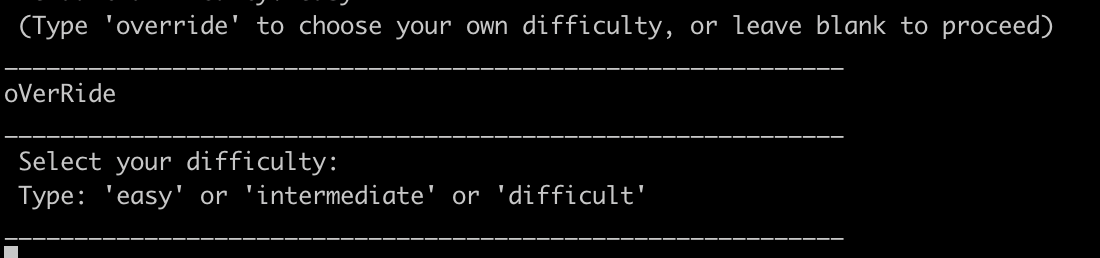 (Type 'override' to choose your own difficulty, or leave blank to proceed)
____________________________________________________________
oVerRide
____________________________________________________________
Select your difficulty:
Type: 'easy' or 'intermediate' or 'difficult'
____________________________________________________________